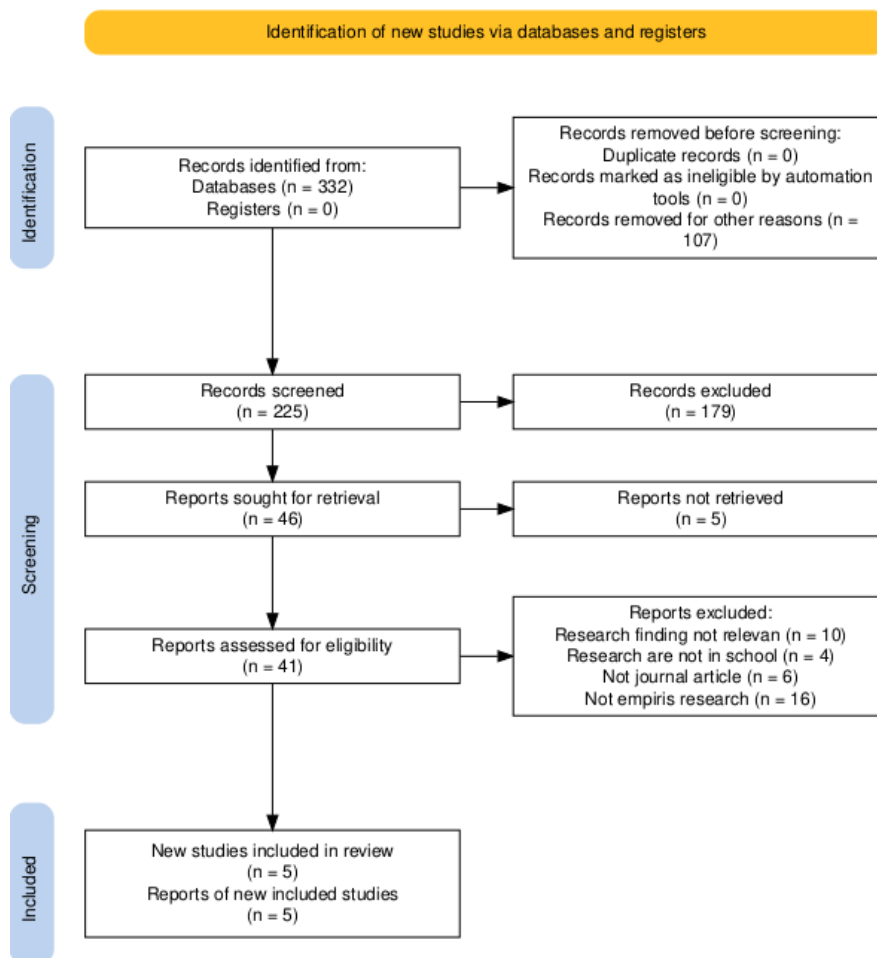 Identification of new studies via databases and registers
Identification
Records identified from:
Databases (n = 332)
Registers (n = 0)
Records removed before screening:
Duplicate records (n = 0)
Records marked as ineligible by automation
tools (n = 0)
Records removed for other reasons (n =
107)
Screening
Records screened
(n = 225)
Records excluded
(n = 179)
Reports sought for retrieval
(n = 46)
Reports not retrieved
(n = 5)
Reports assessed for eligibility
(n = 41)
Reports excluded:
Research finding not relevan (n = 10)
Research are not in school (n = 4)
Not journal article (n = 6)
Not empiris research (n = 16)
Included
New studies included in review
(n = 5)
Reports of new included studies
(n = 5)